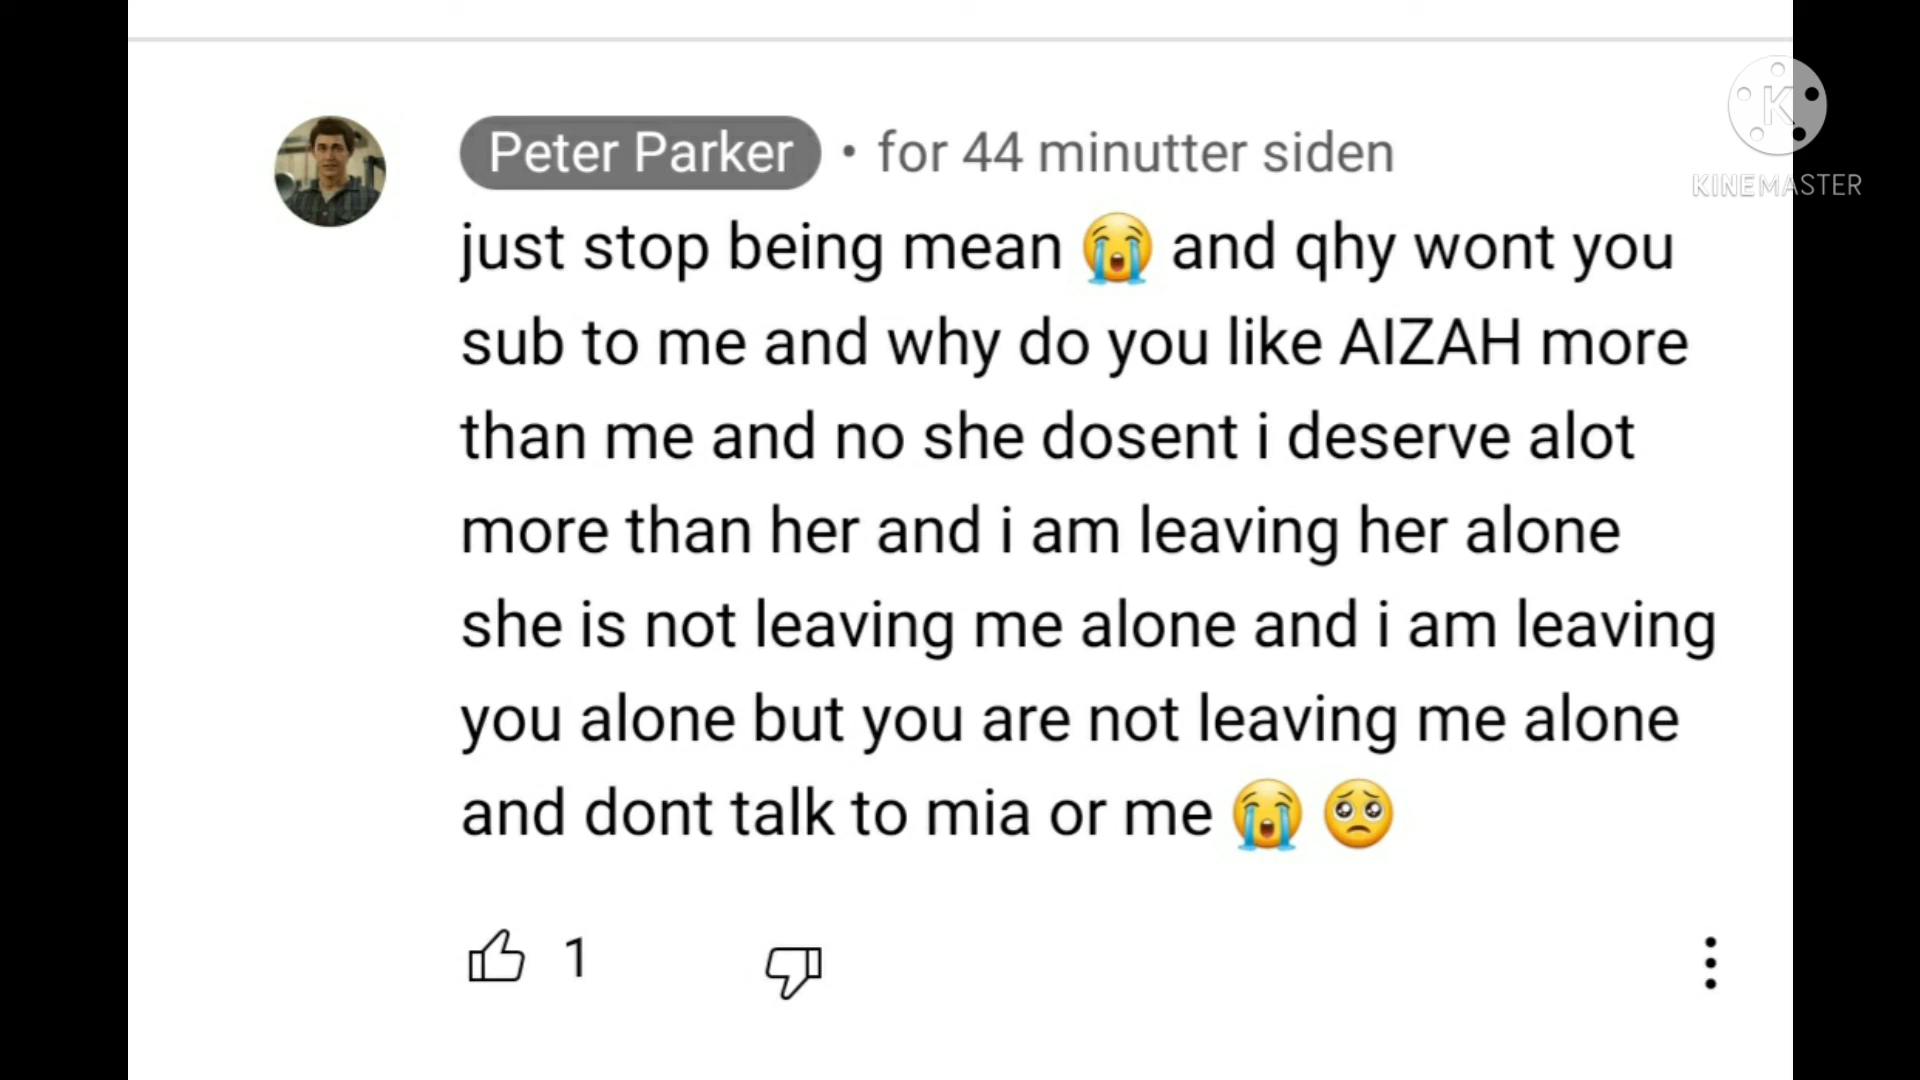 Peter Parker • for 44 minutter siden
KINEMASTER
just stop being mean 😭 and qhy wont you
sub to me and why do you like AIZAH more
than me and no she dosent i deserve alot
more than her and i am leaving her alone
she is not leaving me alone and i am leaving
you alone but you are not leaving me alone
and dont talk to mia or me 😭 🥺
1